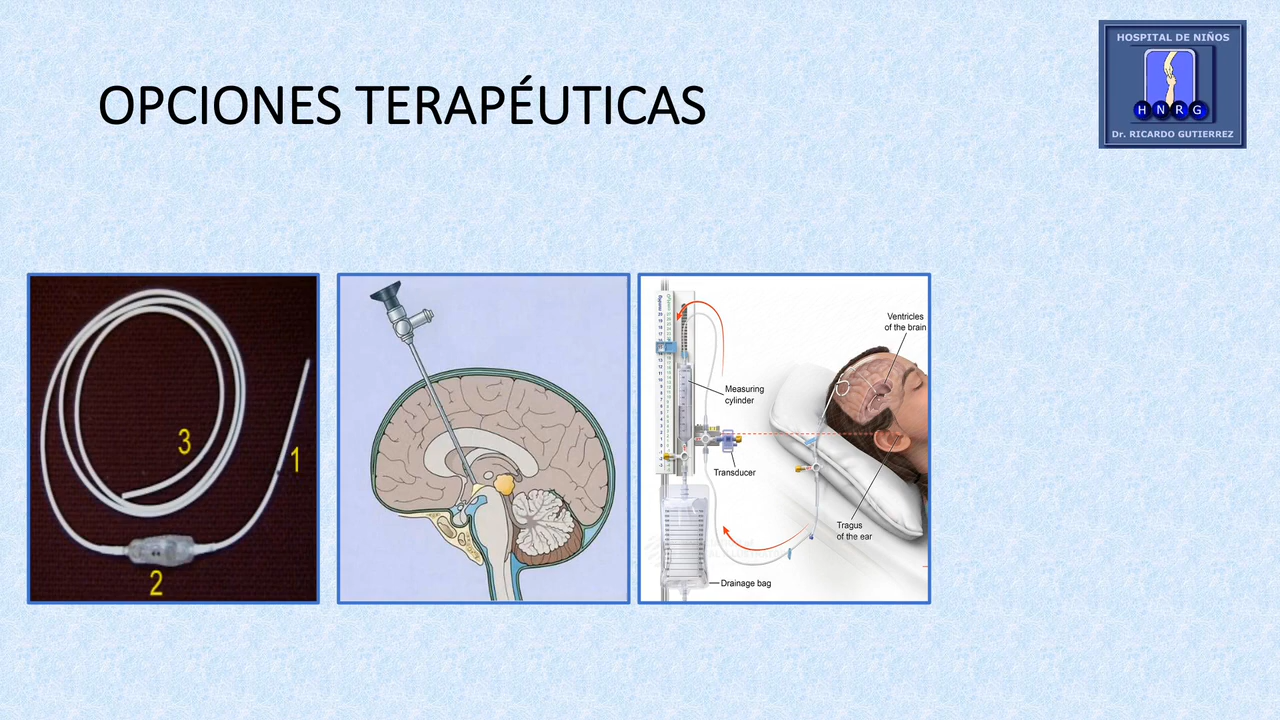 OPCIONES TERAPÉUTICAS
HOSPITAL DE NIÑOS
H N R G
Dr. RICARDO GUTIERREZ
3
1
2
Ventricles
of the brain
Measuring
cylinder
Transducer
Tragus
of the ear
Drainage bag